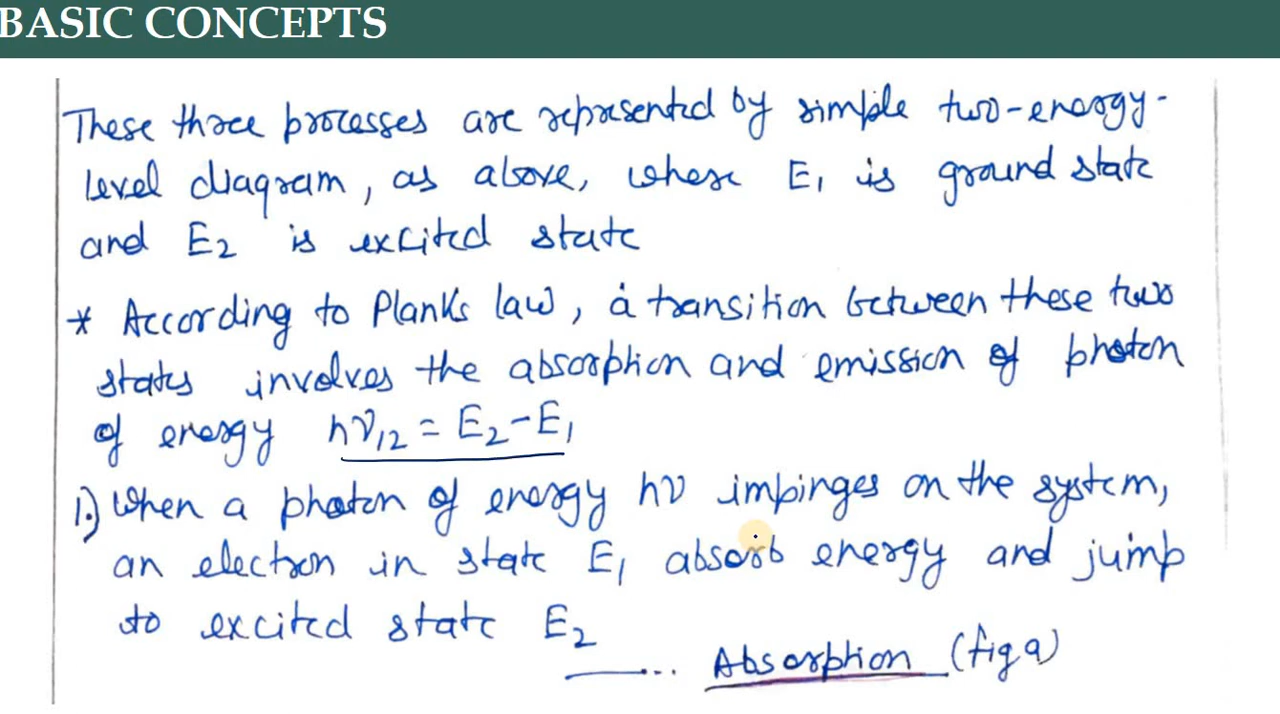 BASIC CONCEPTS
These three processes are represented by simple two-energy-
level diagram, as above, where E₁ is ground state
and E₂ is excited state
* According to Planks law, a transition between these two
states involves the absorption and emission of photon
of energy hν₁₂ = E₂-E₁
1.) When a photon of energy hν impinges on the system,
an electron in state E₁ absorb energy and jump
to excited state E₂
——... Absorption (fig a)